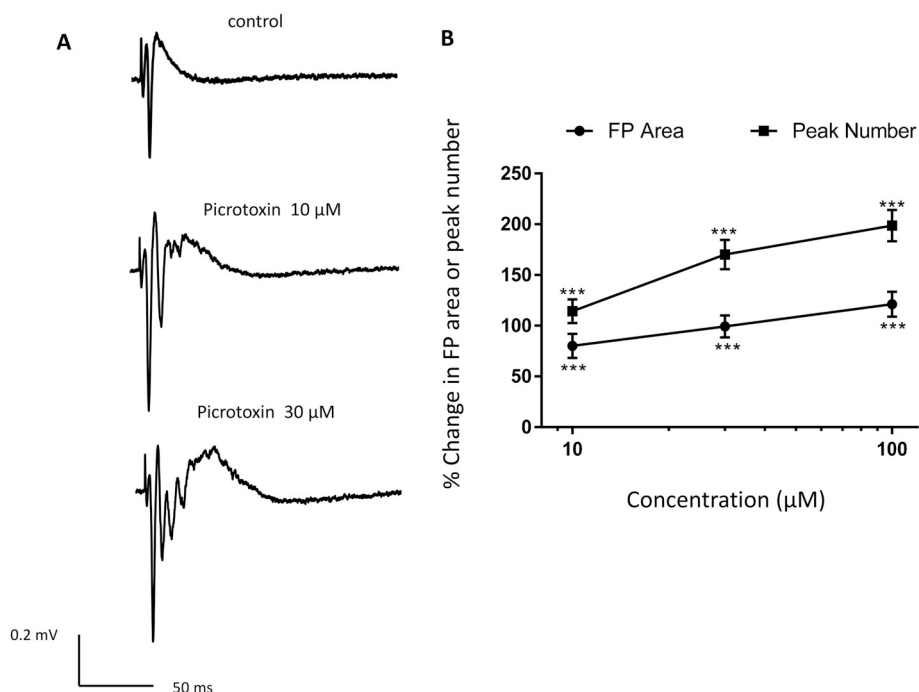 A
control
Picrotoxin 10 µM
Picrotoxin 30 µM
0.2 mV
50 ms
B
FP Area
Peak Number
% Change in FP area or peak number
250
200
150
100
50
0
***
***
***
***
***
***
10
100
Concentration (µM)